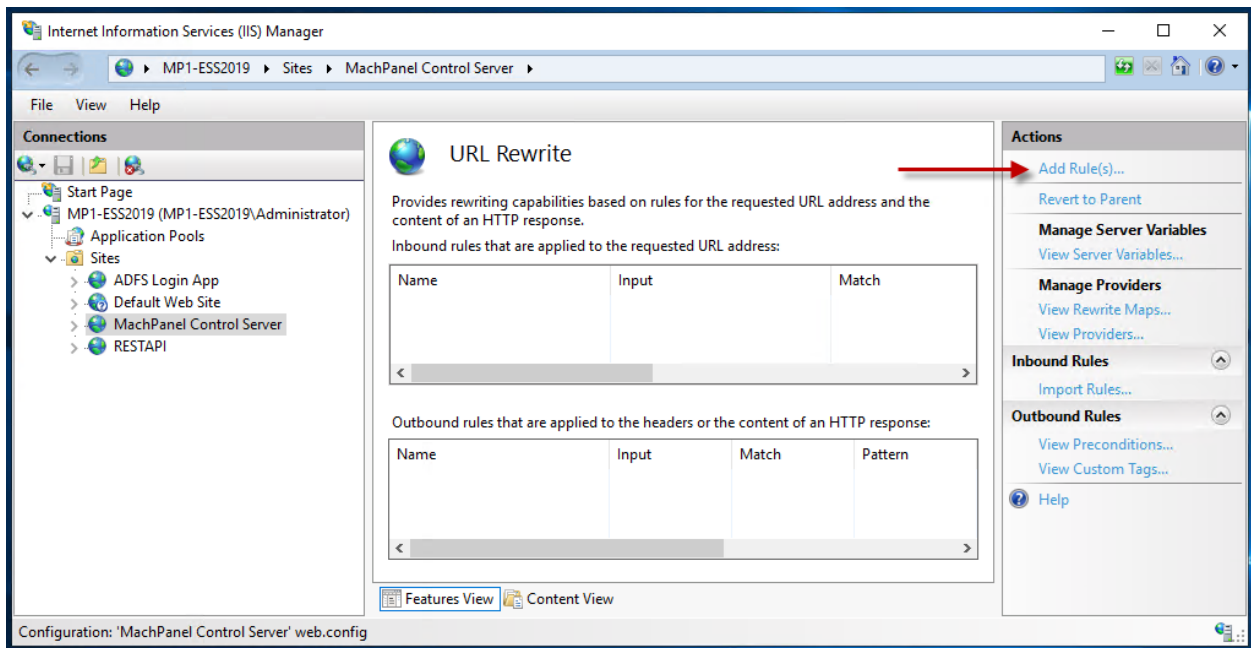 Internet Information Services (IIS) Manager
MP1-ESS2019 Sites MachPanel Control Server
File View Help
Connections
Start Page
MP1-ESS2019 (MP1-ESS2019\Administrator)
Application Pools
Sites
ADFS Login App
Default Web Site
MachPanel Control Server
RESTAPI
URL Rewrite
Provides rewriting capabilities based on rules for the requested URL address and the
content of an HTTP response.
Inbound rules that are applied to the requested URL address:
Name Input Match
Outbound rules that are applied to the headers or the content of an HTTP response:
Name Input Match Pattern
Features View Content View
Actions
Add Rule(s)...
Revert to Parent
Manage Server Variables
View Server Variables...
Manage Providers
View Rewrite Maps...
View Providers...
Inbound Rules
Import Rules...
Outbound Rules
View Preconditions...
View Custom Tags...
Help
Configuration: 'MachPanel Control Server' web.config